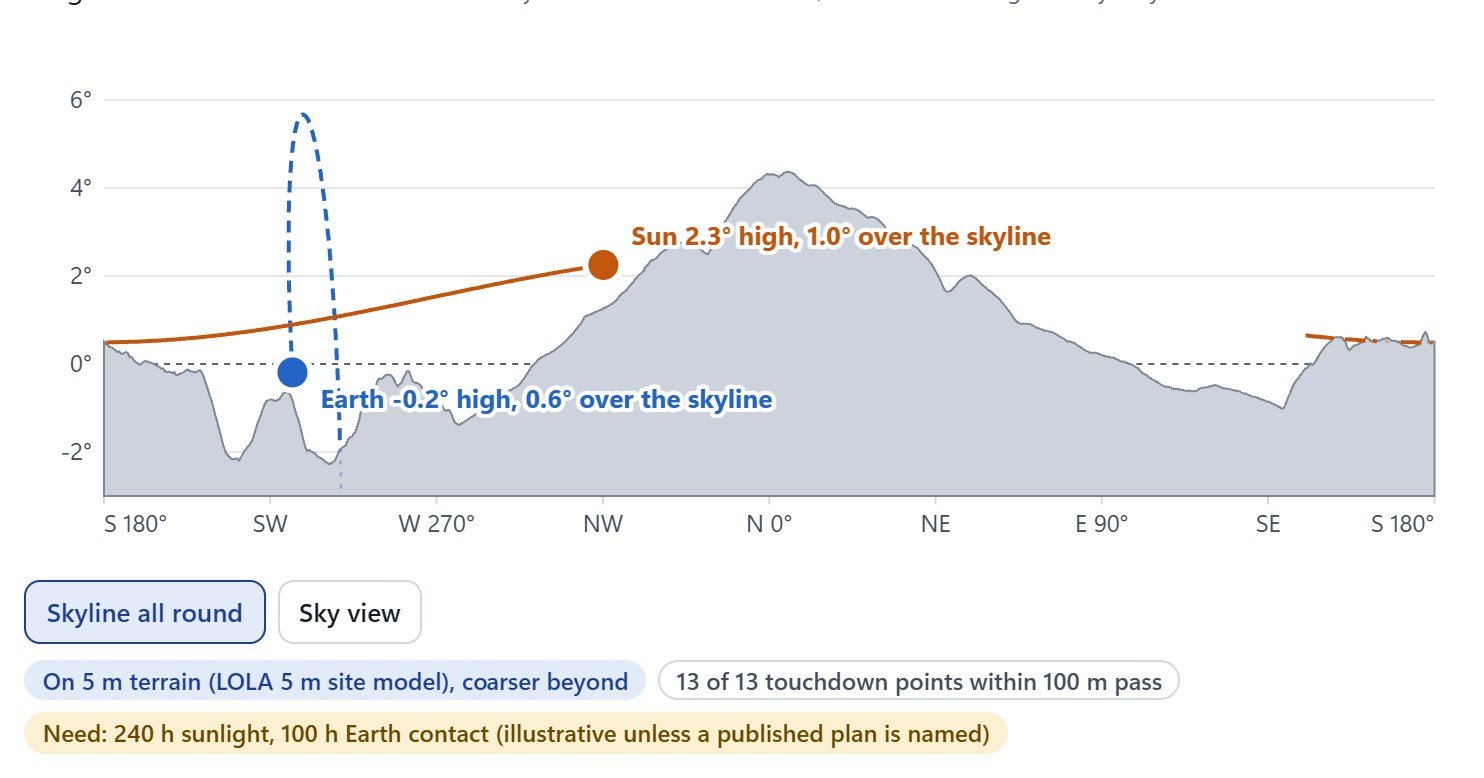 6°
4°
Sun 2.3° high, 1.0° over the skyline
2°
0°
Earth -0.2° high, 0.6° over the skyline
-2°
S 180° SW W 270° NW N 0° NE E 90° SE S 180°
Skyline all round Sky view
On 5 m terrain (LOLA 5 m site model), coarser beyond 13 of 13 touchdown points within 100 m pass
Need: 240 h sunlight, 100 h Earth contact (illustrative unless a published plan is named)